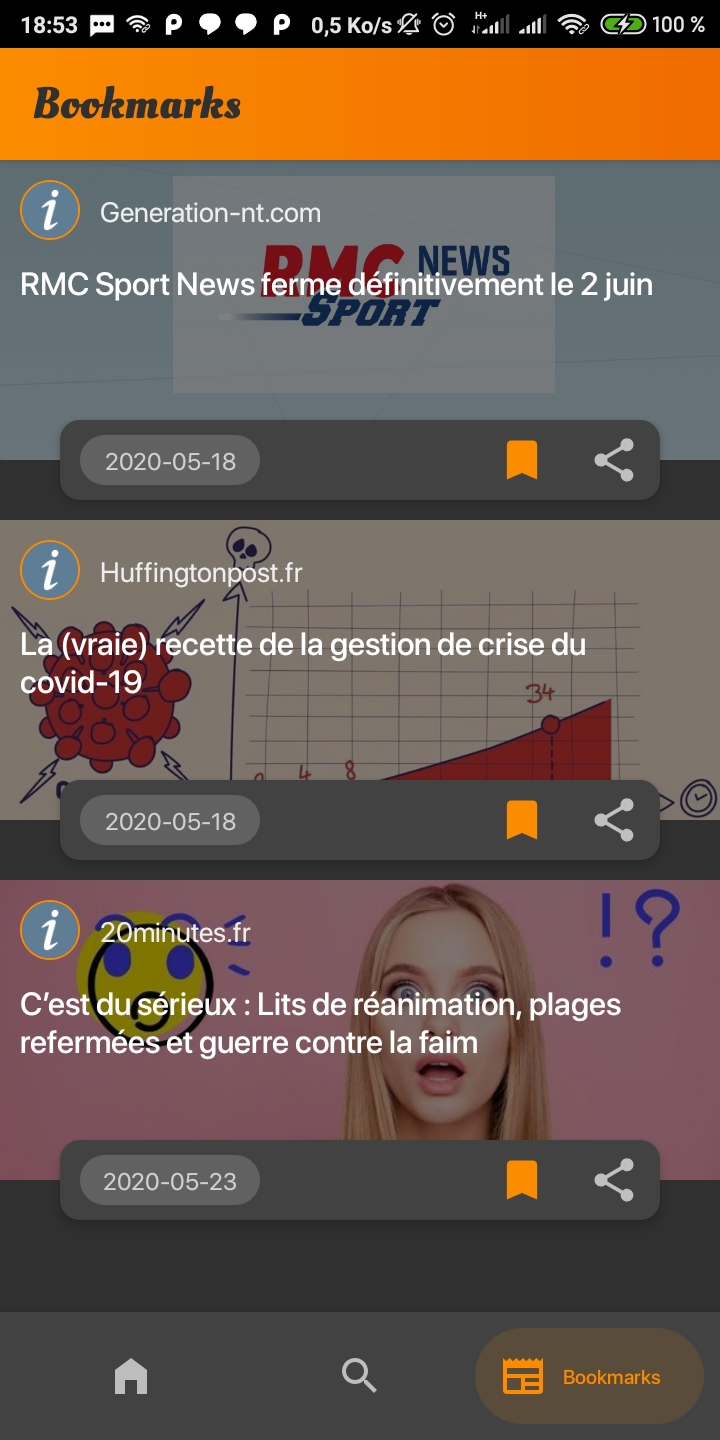 18:53
0,5 Ko/s
H+
100 %
Bookmarks
Generation-nt.com
RMC NEWS
RMC Sport News ferme définitivement le 2 juin
SPORT
2020-05-18
Huffingtonpost.fr
La (vraie) recette de la gestion de crise du
covid-19
34
4 8
2020-05-18
! ?
20minutes.fr
C'est du sérieux : Lits de réanimation, plages
refermées et guerre contre la faim
2020-05-23
Bookmarks